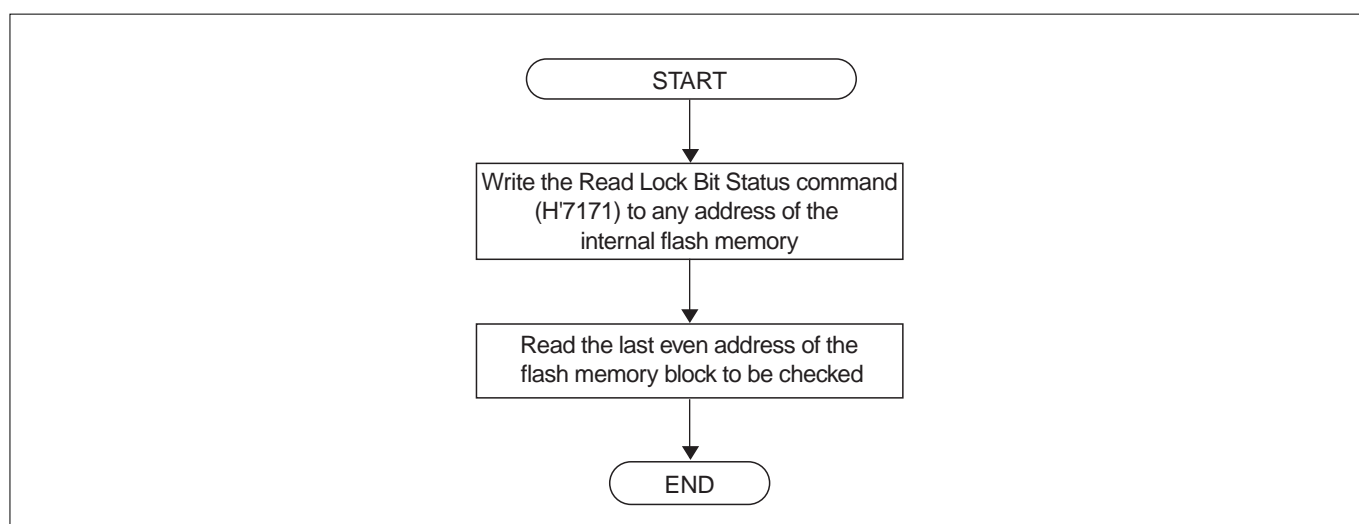 START
Write the Read Lock Bit Status command
(H'7171) to any address of the
internal flash memory
Read the last even address of the
flash memory block to be checked
END